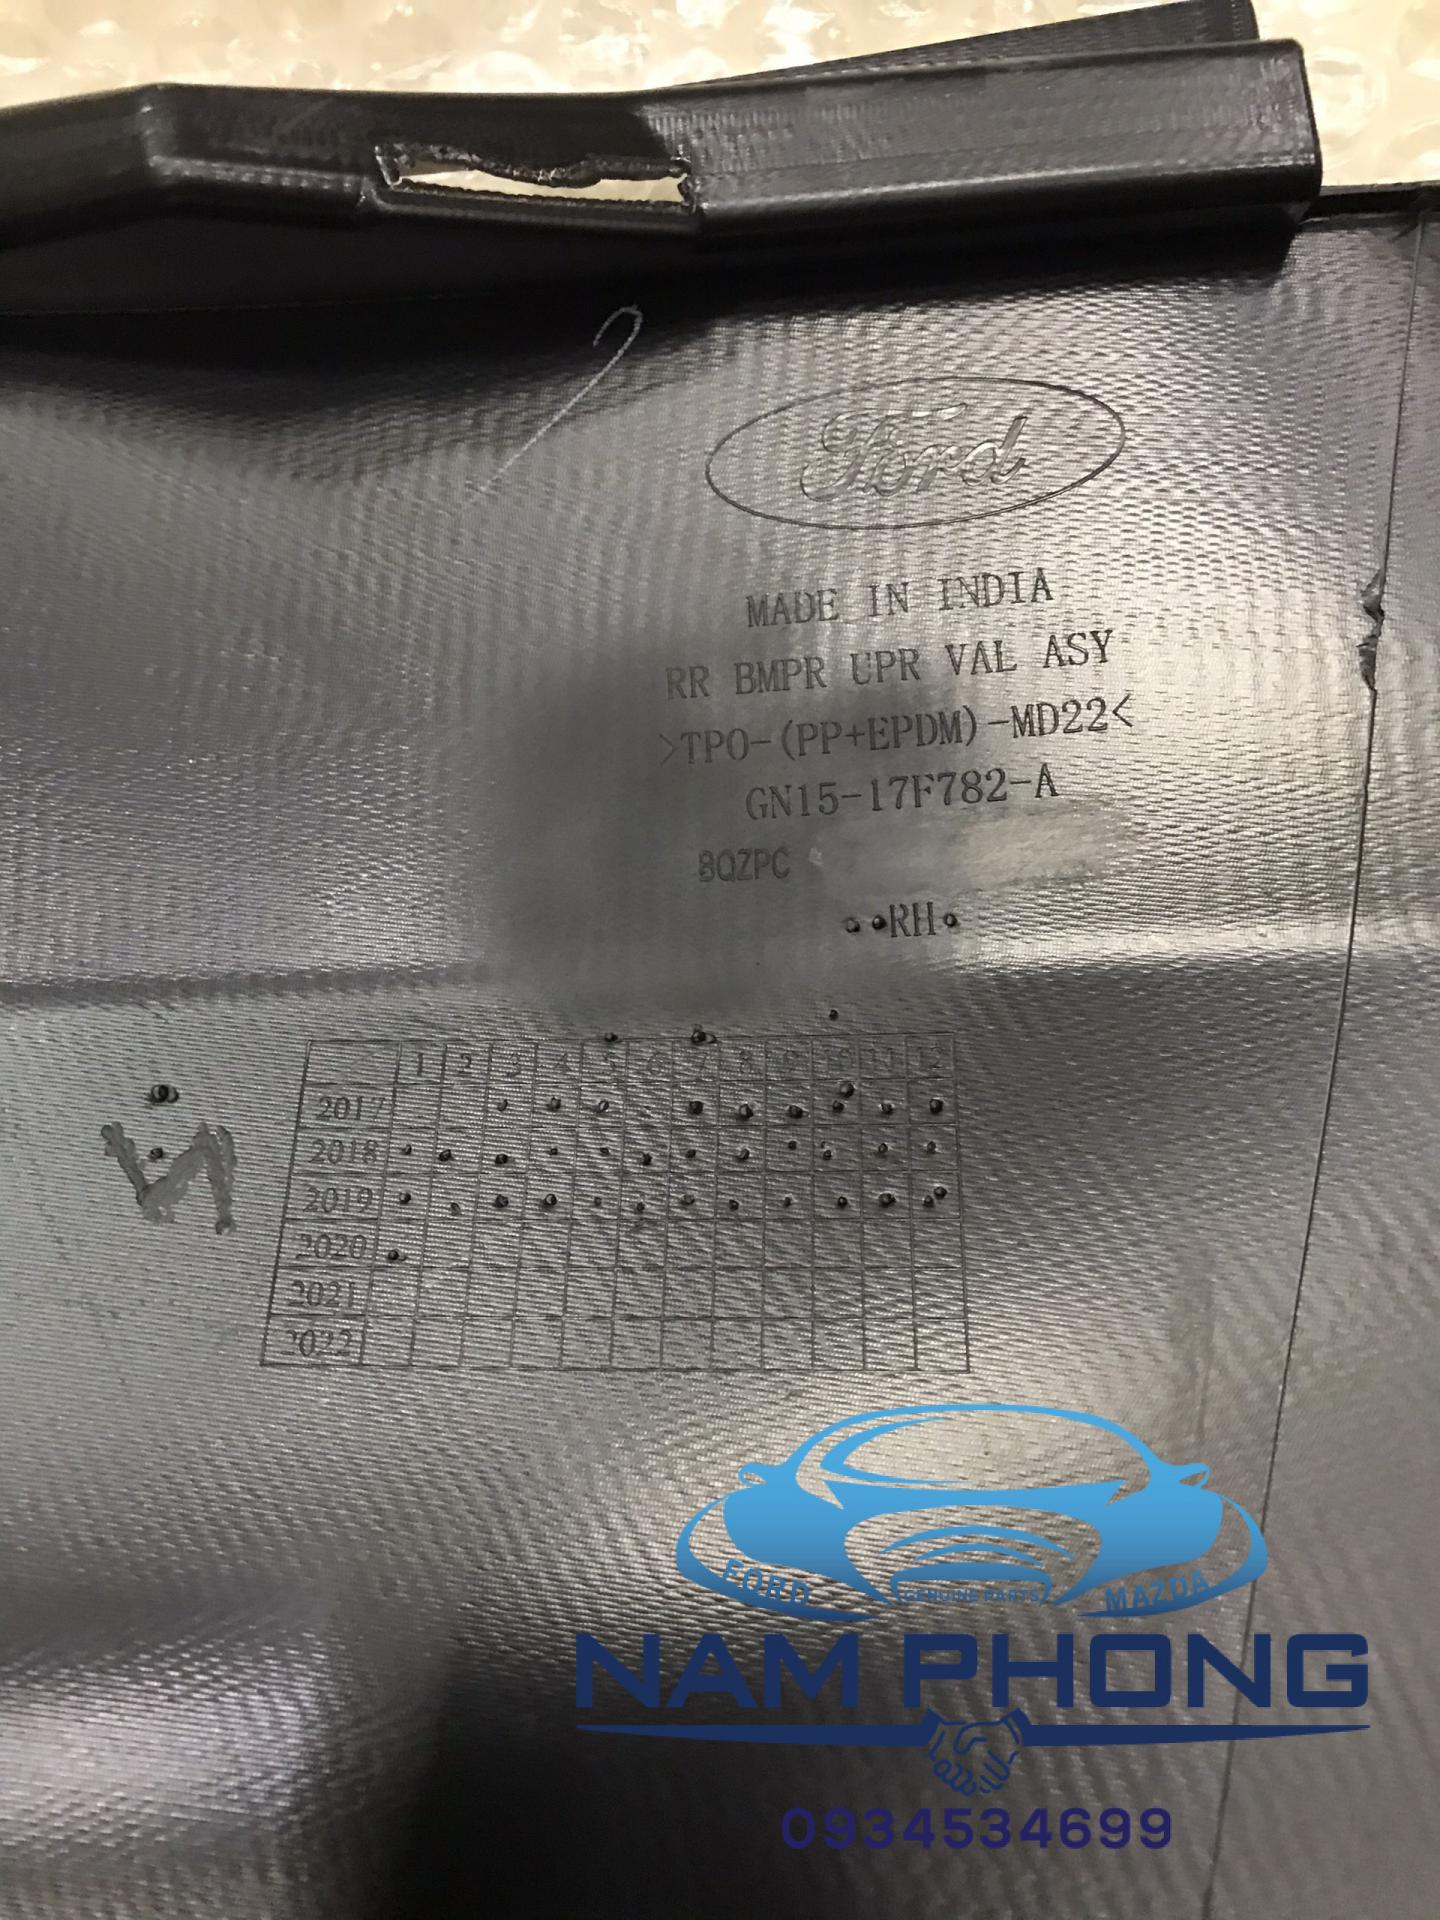 Ford
MADE IN INDIA
RR BMPR UPR VAL ASY
>TPO-(PP+EPDM)-MD22<
GN15-17F782-A
8QZPC
RH
1 2 3 4 5 6 7 8 9 10 11 12
2017
2018
2019
2020
2021
2022
N
FORD GENUINE PARTS MAZDA
NAM PHONG
0934534699